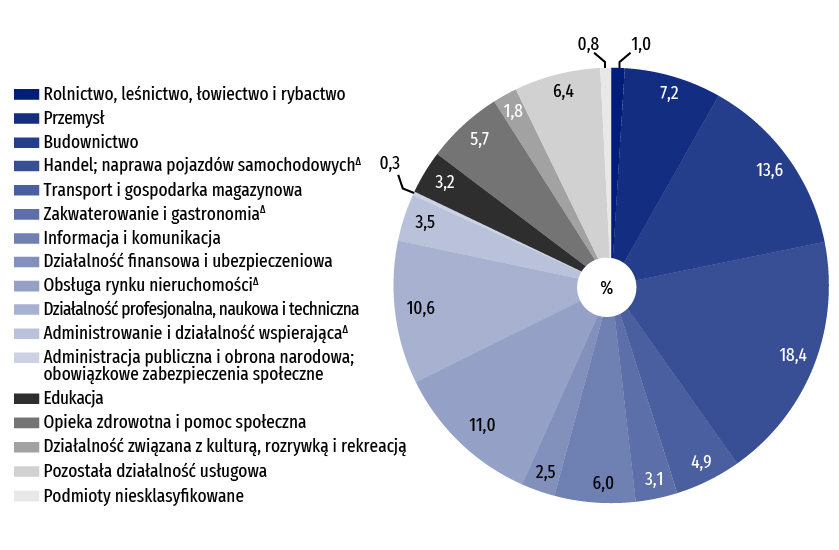 Rolnictwo, leśnictwo, łowiectwo i rybactwo
Przemysł
Budownictwo
Handel; naprawa pojazdów samochodowych∆
Transport i gospodarka magazynowa
Zakwaterowanie i gastronomia∆
Informacja i komunikacja
Działalność finansowa i ubezpieczeniowa
Obsługa rynku nieruchomości∆
Działalność profesjonalna, naukowa i techniczna
Administrowanie i działalność wspierająca∆
Administracja publiczna i obrona narodowa;
obowiązkowe zabezpieczenia społeczne
Edukacja
Opieka zdrowotna i pomoc społeczna
Działalność związana z kulturą, rozrywką i rekreacją
Pozostała działalność usługowa
Podmioty niesklasyfikowane
%
1,0
7,2
13,6
18,4
4,9
3,1
6,0
2,5
11,0
10,6
3,5
0,3
3,2
5,7
1,8
6,4
0,8